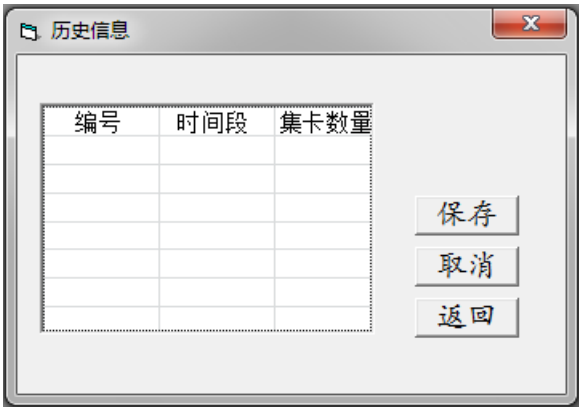 历史信息
编号 时间段 集卡数量
保存
取消
返回